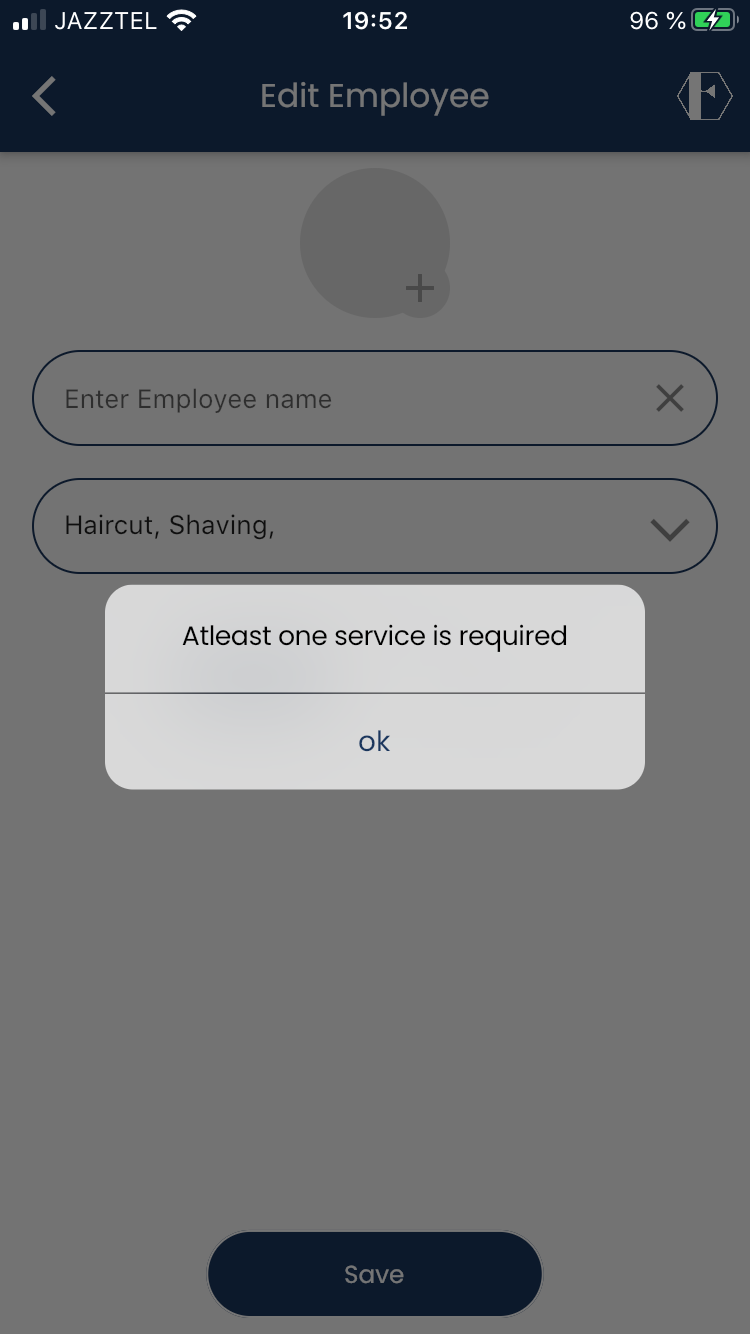 JAZZTEL 19:52 96 %
Edit Employee
Enter Employee name
Haircut, Shaving,
Atleast one service is required
ok
Save